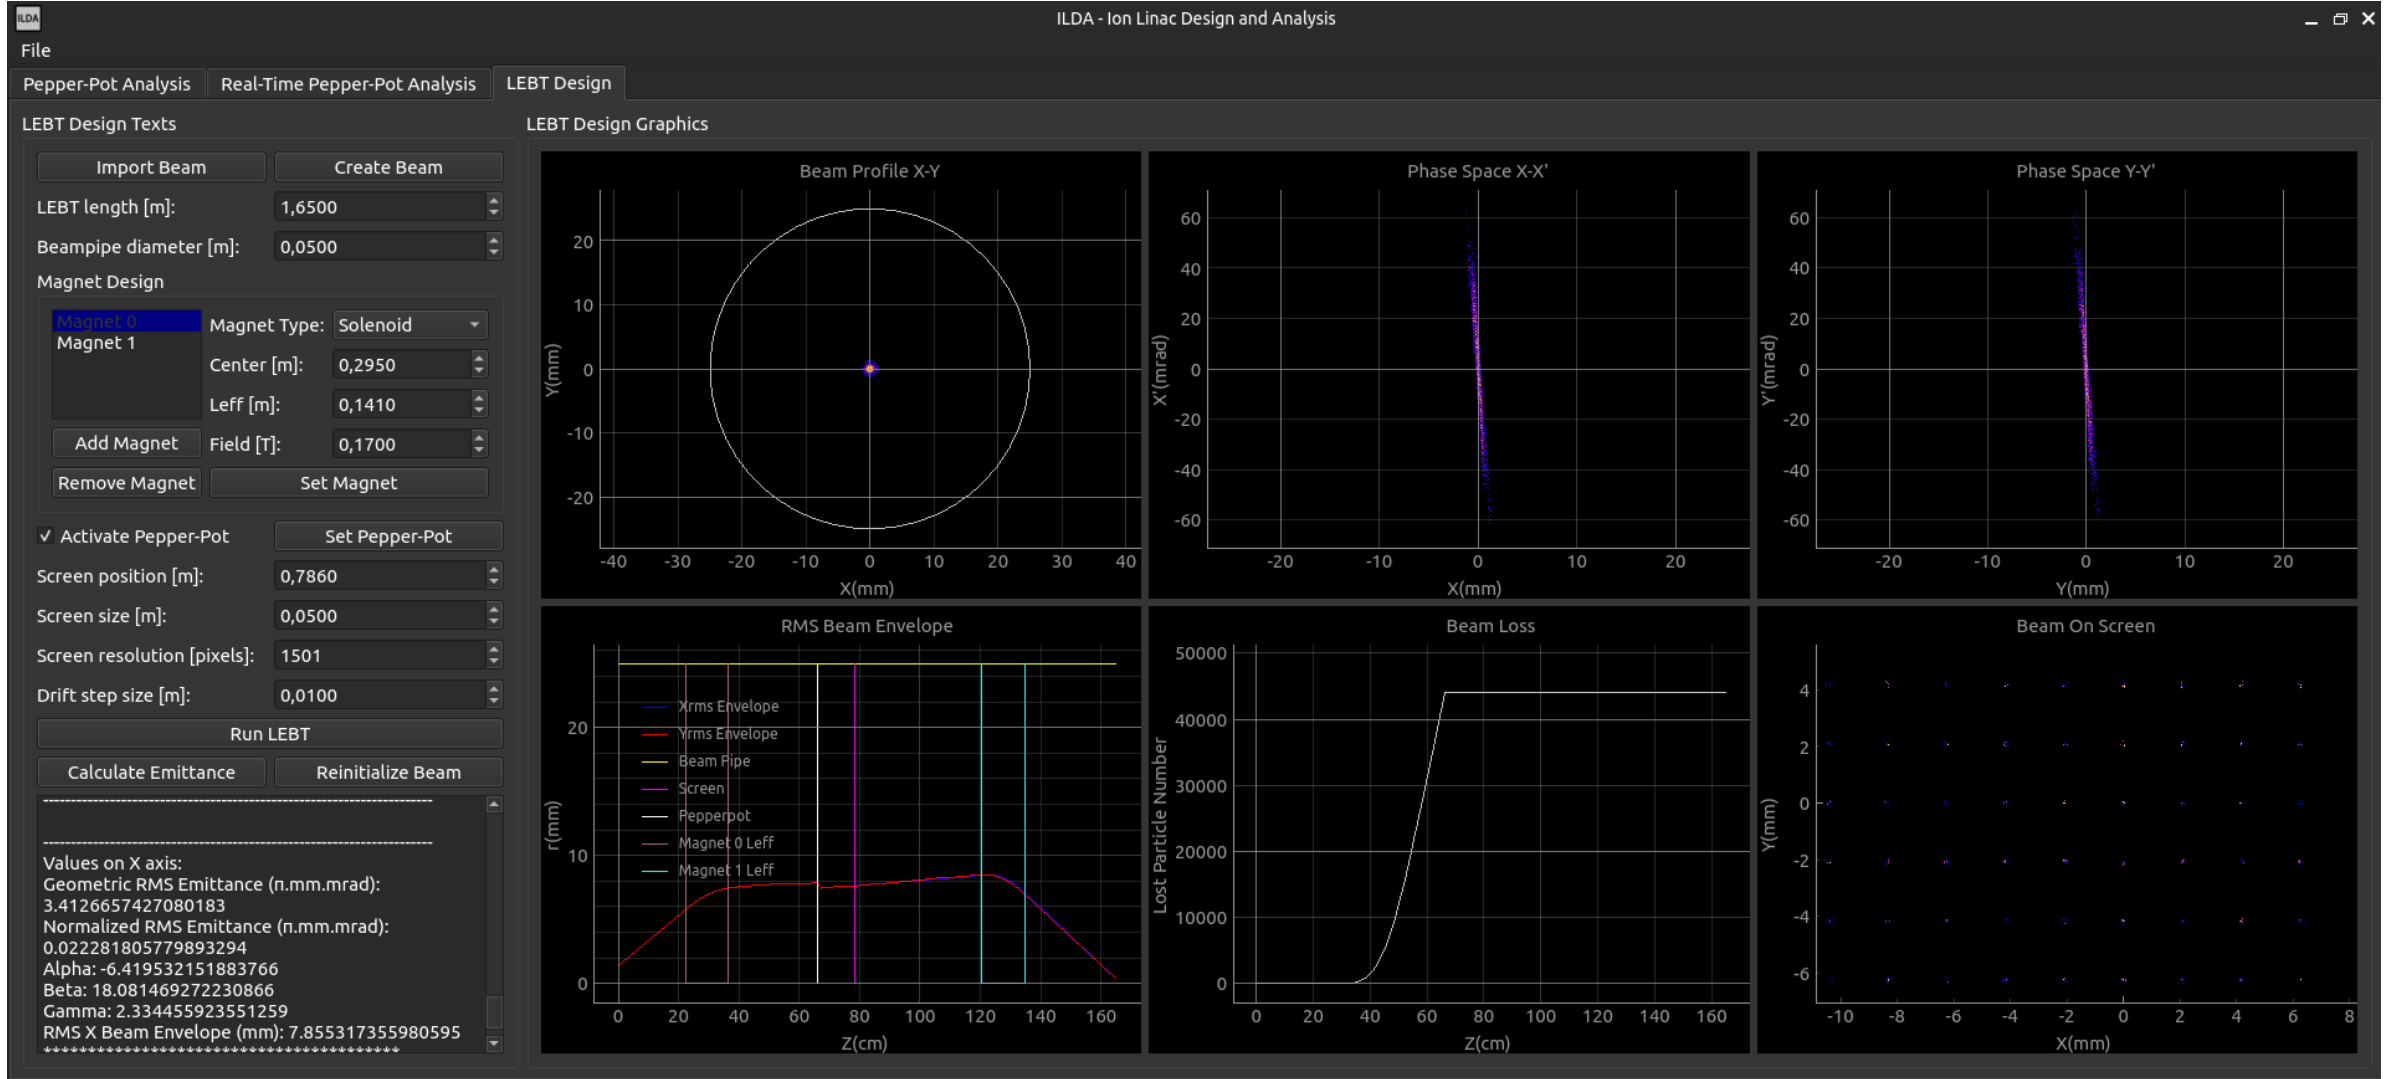 ILDA
ILDA - Ion Linac Design and Analysis
File
Pepper-Pot Analysis
Real-Time Pepper-Pot Analysis
LEBT Design
LEBT Design Texts
Import Beam
Create Beam
LEBT length [m]:
1,6500
Beampipe diameter [m]:
0,0500
Magnet Design
Magnet 0
Magnet 1
Magnet Type:
Solenoid
Center [m]:
0,2950
Leff [m]:
0,1410
Add Magnet
Field [T]:
0,1700
Remove Magnet
Set Magnet
✓ Activate Pepper-Pot
Set Pepper-Pot
Screen position [m]:
0,7860
Screen size [m]:
0,0500
Screen resolution [pixels]:
1501
Drift step size [m]:
0,0100
Run LEBT
Calculate Emittance
Reinitialize Beam
----------------------------------------------------------------------
----------------------------------------------------------------------
Values on X axis:
Geometric RMS Emittance (π.mm.mrad):
3.4126657427080183
Normalized RMS Emittance (π.mm.mrad):
0.022281805779893294
Alpha: -6.419532151883766
Beta: 18.081469272230866
Gamma: 2.334455923551259
RMS X Beam Envelope (mm): 7.855317355980595
****************************************
LEBT Design Graphics
Beam Profile X-Y
Y(mm)
20
10
0
-10
-20
-40 -30 -20 -10 0 10 20 30 40
X(mm)
Phase Space X-X'
X'(mrad)
60
40
20
0
-20
-40
-60
-20 -10 0 10 20
X(mm)
Phase Space Y-Y'
Y'(mrad)
60
40
20
0
-20
-40
-60
-20 -10 0 10 20
Y(mm)
RMS Beam Envelope
r(mm)
20
10
0
Xrms Envelope
Yrms Envelope
Beam Pipe
Screen
Pepperpot
Magnet 0 Leff
Magnet 1 Leff
0 20 40 60 80 100 120 140 160
Z(cm)
Beam Loss
Lost Particle Number
50000
40000
30000
20000
10000
0
0 20 40 60 80 100 120 140 160
Z(cm)
Beam On Screen
Y(mm)
4
2
0
-2
-4
-6
-10 -8 -6 -4 -2 0 2 4 6 8
X(mm)